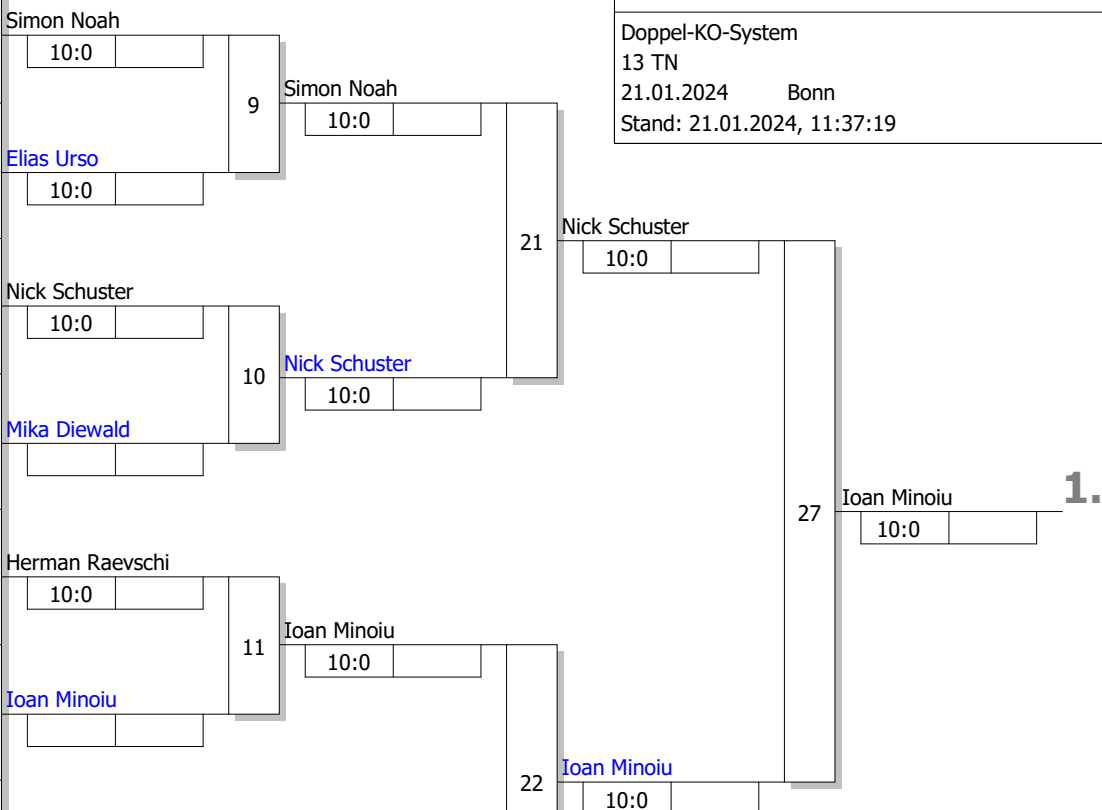 Simon Noah
10:0
9
Elias Urso
10:0
Simon Noah
10:0
Doppel-KO-System
13 TN
21.01.2024 Bonn
Stand: 21.01.2024, 11:37:19
21
Nick Schuster
10:0
Nick Schuster
10:0
10
Mika Diewald
Nick Schuster
10:0
27
Ioan Minoiu
10:0
1.
Herman Raevschi
10:0
11
Ioan Minoiu
Ioan Minoiu
10:0
22
Ioan Minoiu
10:0